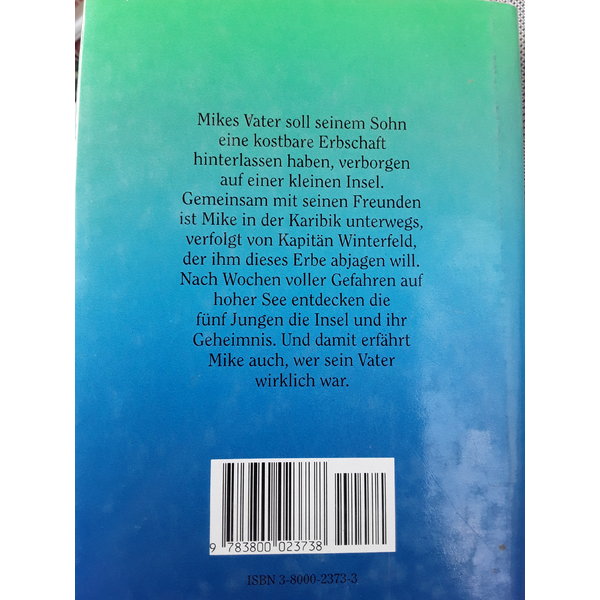 Mikes Vater soll seinem Sohn
eine kostbare Erbschaft
hinterlassen haben, verborgen
auf einer kleinen Insel.
Gemeinsam mit seinen Freunden
ist Mike in der Karibik unterwegs,
verfolgt von Kapitän Winterfeld,
der ihm dieses Erbe abjagen will.
Nach Wochen voller Gefahren auf
hoher See entdecken die
fünf Jungen die Insel und ihr
Geheimnis. Und damit erfährt
Mike auch, wer sein Vater
wirklich war.
9 783800 023738
ISBN 3-8000-2373-3